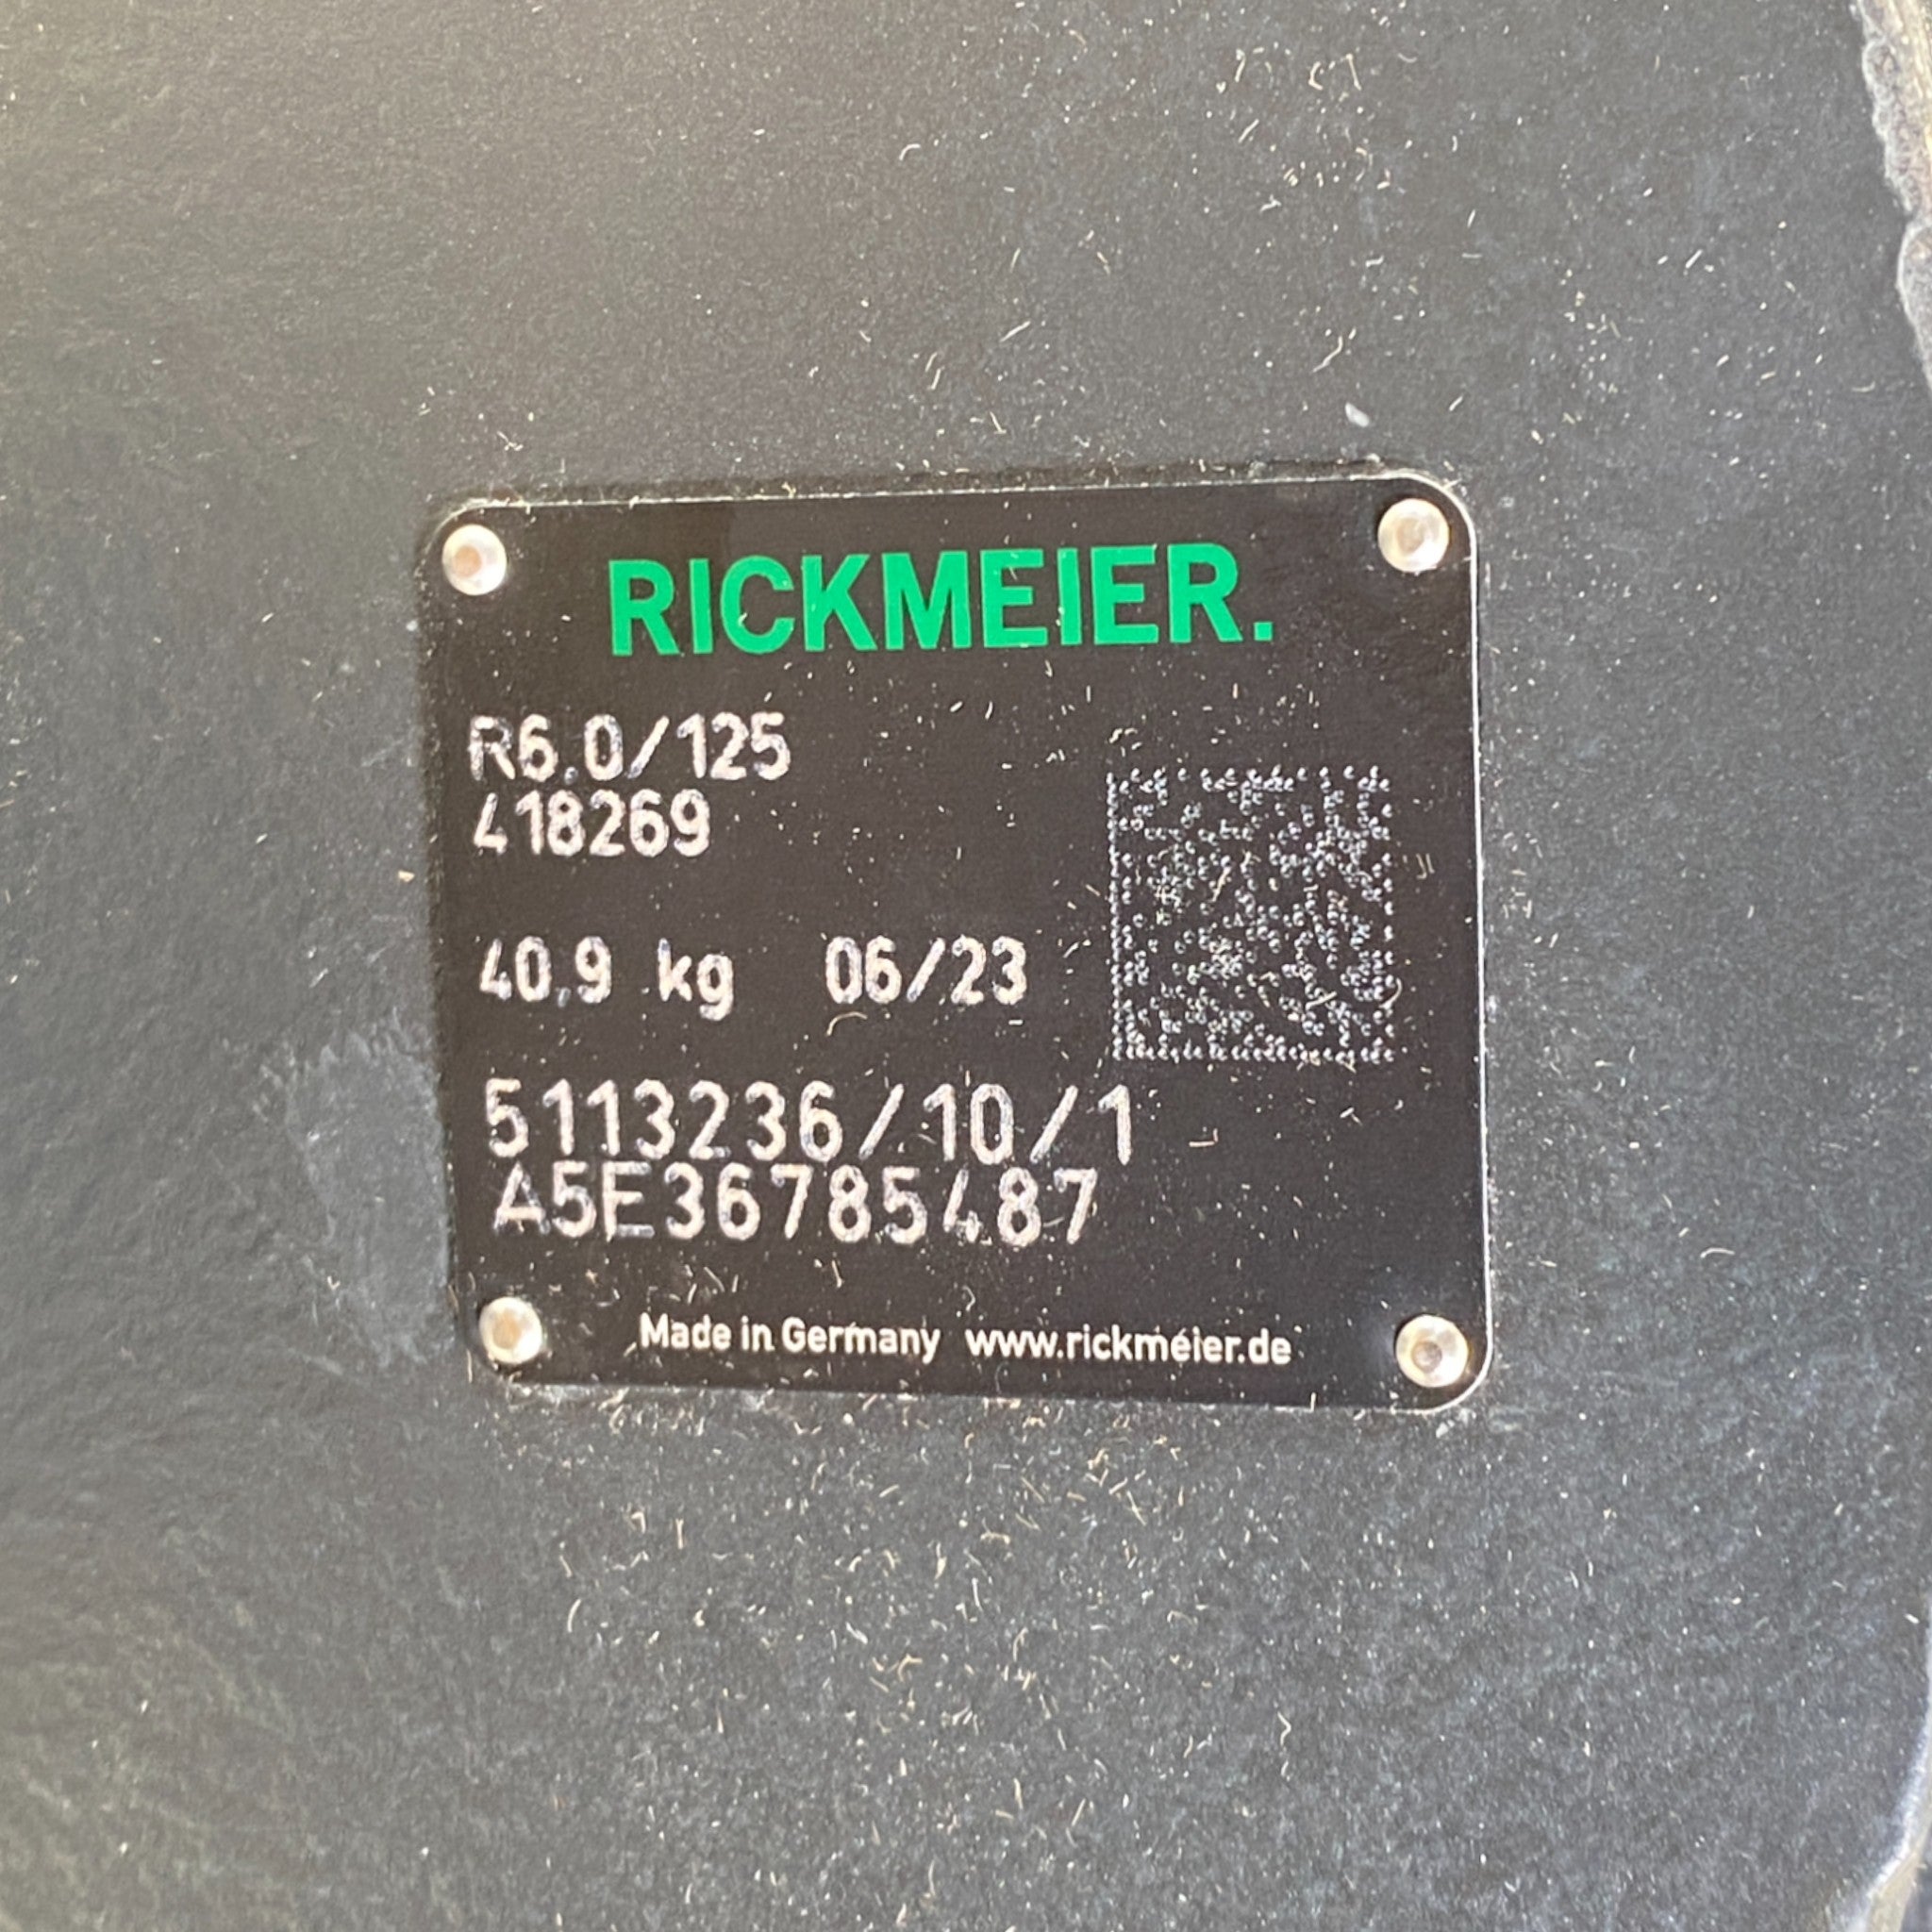 RICKMEIER.
R6.0/125
418269
40,9 kg 06/23
5113236/10/1
A5E36785487
Made in Germany www.rickmeier.de